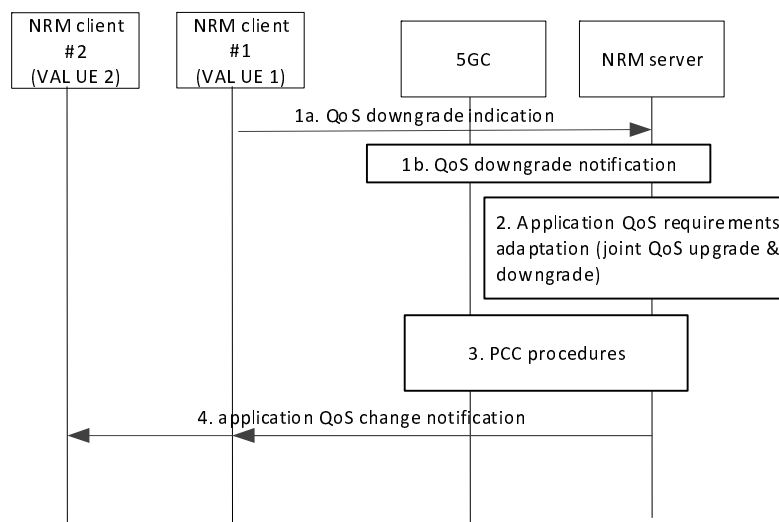 NRM client
#2
(VAL UE 2)
NRM client
#1
(VAL UE 1)
5GC
NRM server
1a. QoS downgrade indication
1b. QoS downgrade notification
2. Application QoS requirements
adaptation (joint QoS upgrade &
downgrade)
3. PCC procedures
4. application QoS change notification